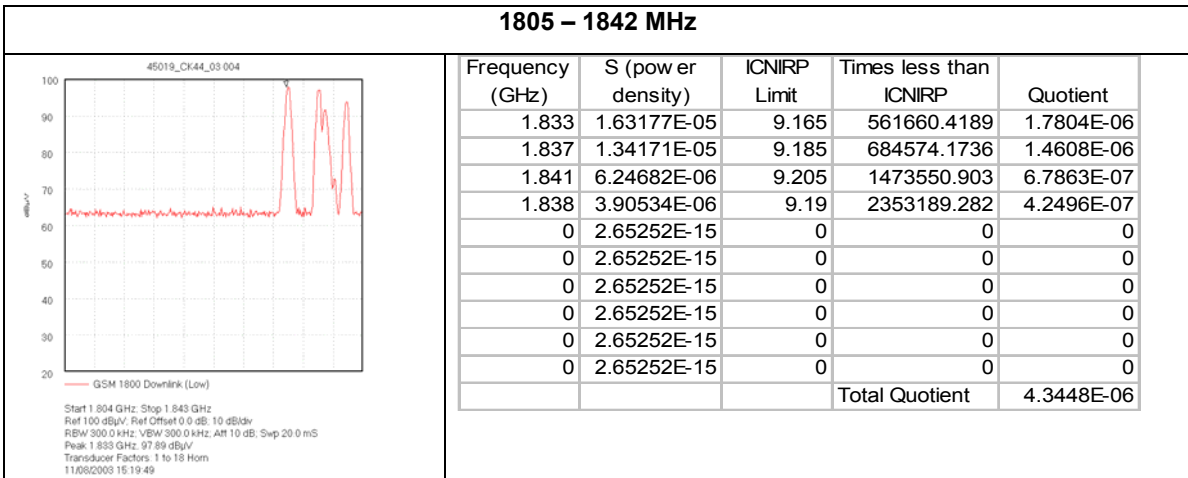 1805 – 1842 MHz
45019_CK44_03.004
100
90
80
70
60
50
40
30
20
dBµV
GSM 1800 Downlink (Low)
Start 1.804 GHz; Stop 1.843 GHz
Ref 100 dBµV; Ref Offset 0.0 dB; 10 dB/div
RBW 300.0 kHz; VBW 300.0 kHz; Att 10 dB; Swp 20.0 mS
Peak 1.833 GHz, 97.89 dBµV
Transducer Factors: 1 to 18 Horn
11/08/2003 15:19:49
Frequency (GHz) S (power density) ICNIRP Limit Times less than ICNIRP Quotient
1.833 1.63177E-05 9.165 561660.4189 1.7804E-06
1.837 1.34171E-05 9.185 684574.1736 1.4608E-06
1.841 6.24682E-06 9.205 1473550.903 6.7863E-07
1.838 3.90534E-06 9.19 2353189.282 4.2496E-07
0 2.65252E-15 0 0 0
0 2.65252E-15 0 0 0
0 2.65252E-15 0 0 0
0 2.65252E-15 0 0 0
0 2.65252E-15 0 0 0
0 2.65252E-15 0 0 0
Total Quotient 4.3448E-06